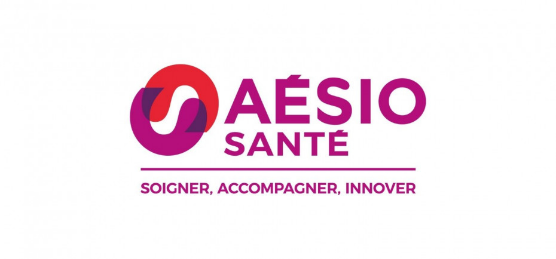 AÉSIO
SANTÉ
SOIGNER, ACCOMPAGNER, INNOVER